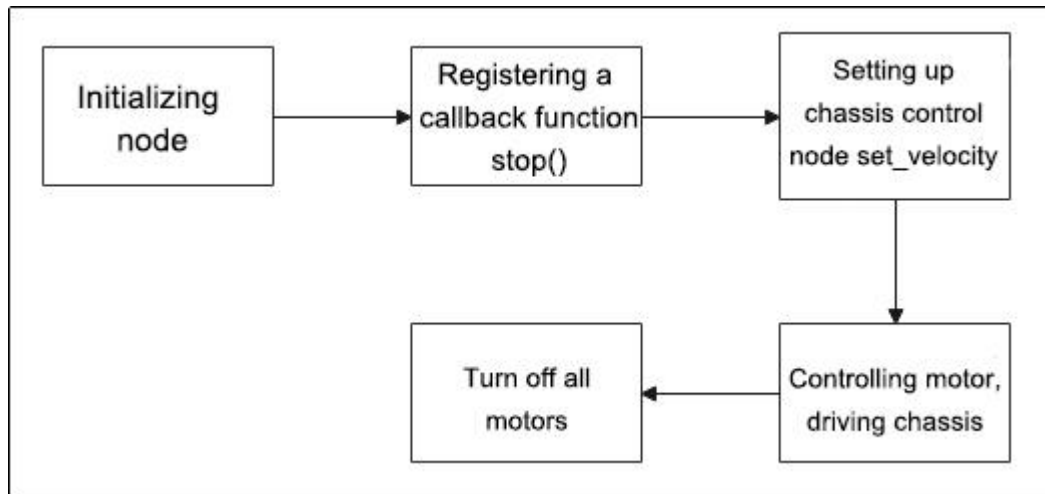 Initializing
node
Registering a
callback function
stop()
Setting up
chassis control
node set_velocity
Controlling motor,
driving chassis
Turn off all
motors